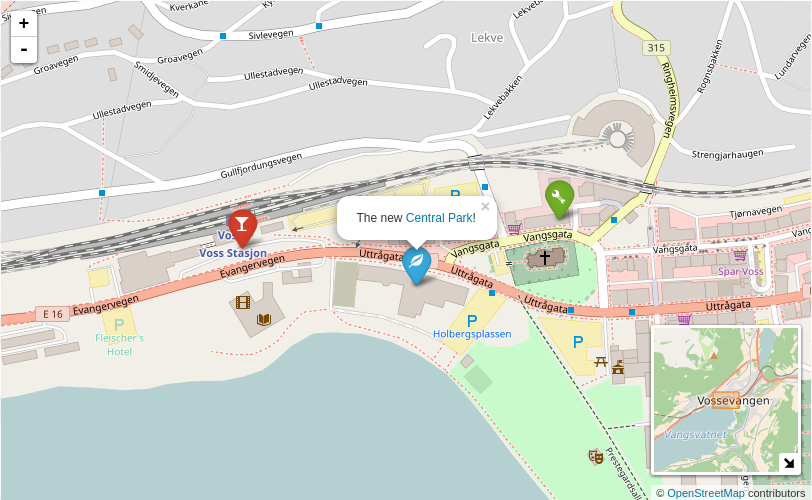 +
-
Kverkane
Sivlevegen
Lekvebakken
Lekve
315
Groavegen
Groavegen
Smidjevegen
Ullestadvegen
Ullestadvegen
Ullestadvegen
Lekvebakken
Ringheimsvegen
Rognsbakken
Lundarvegen
Gullfjordungsvegen
Strengjarhaugen
P
The new Central Park!
×
Tjørnavegen
Vangsgata
Vangsgata
Vangsgata
Voss Stasjon
Evangervegen
Uttrågata
Uttrågata
Uttrågata
Uttrågata
Spar Voss
E 16
Evangervegen
P
Fleischer's
Hotel
P
Holbergsplassen
P
Prestegardsalléen
Vossevangen
Vangsvatnet
© OpenStreetMap contributors